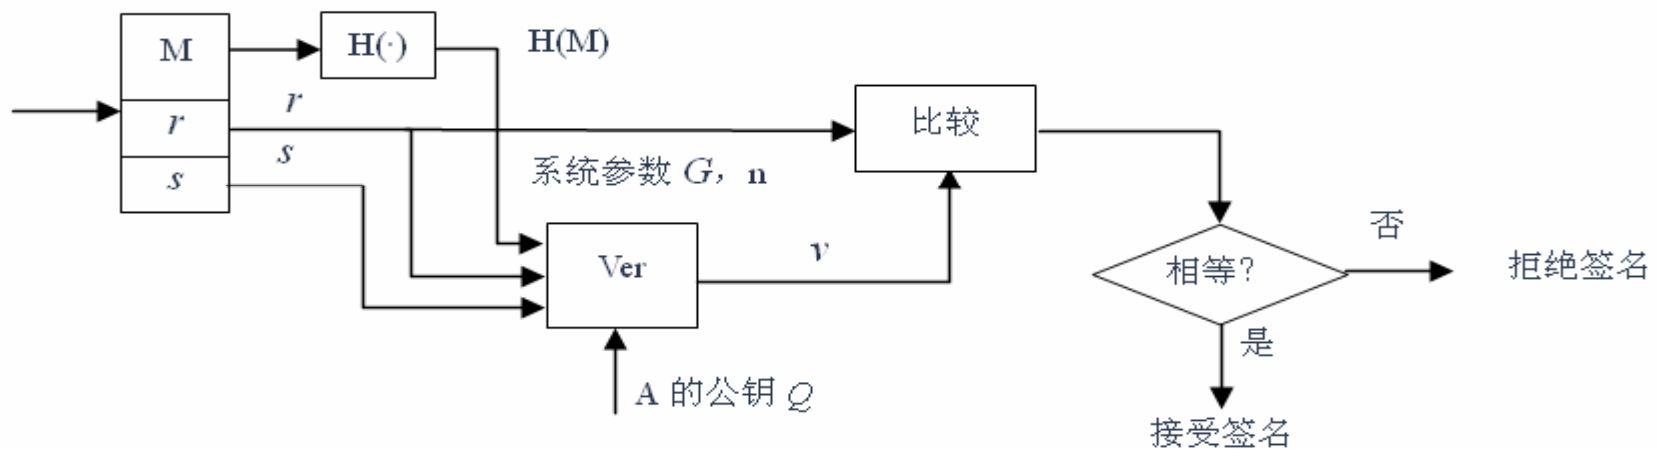 M
H(·)
H(M)
r
r
比较
s
系统参数 G，n
s
否
Ver
v
相等?
拒绝签名
是
A 的公钥 Q
接受签名